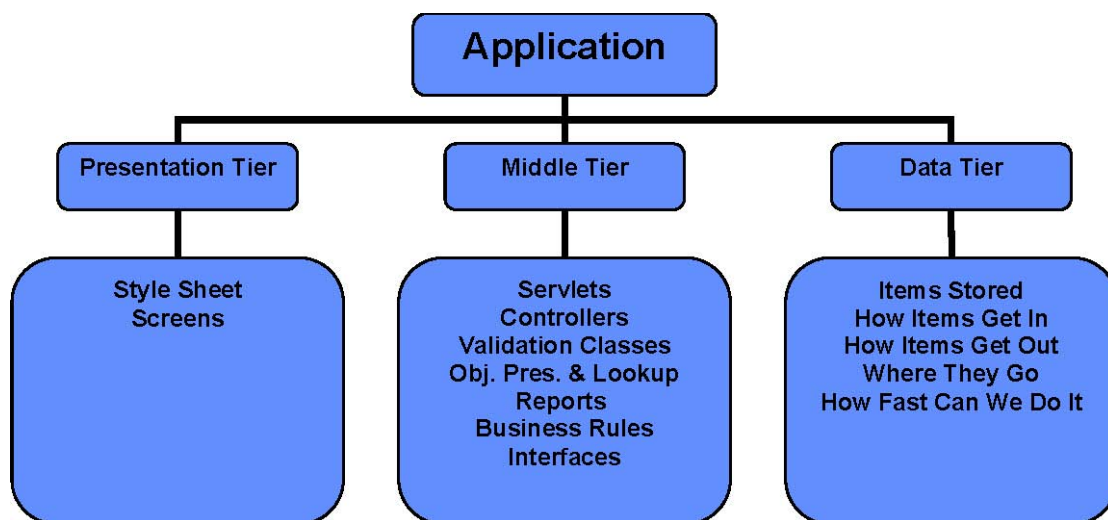 Application
Presentation Tier
Middle Tier
Data Tier
Style Sheet
Screens
Servlets
Controllers
Validation Classes
Obj. Pres. & Lookup
Reports
Business Rules
Interfaces
Items Stored
How Items Get In
How Items Get Out
Where They Go
How Fast Can We Do It